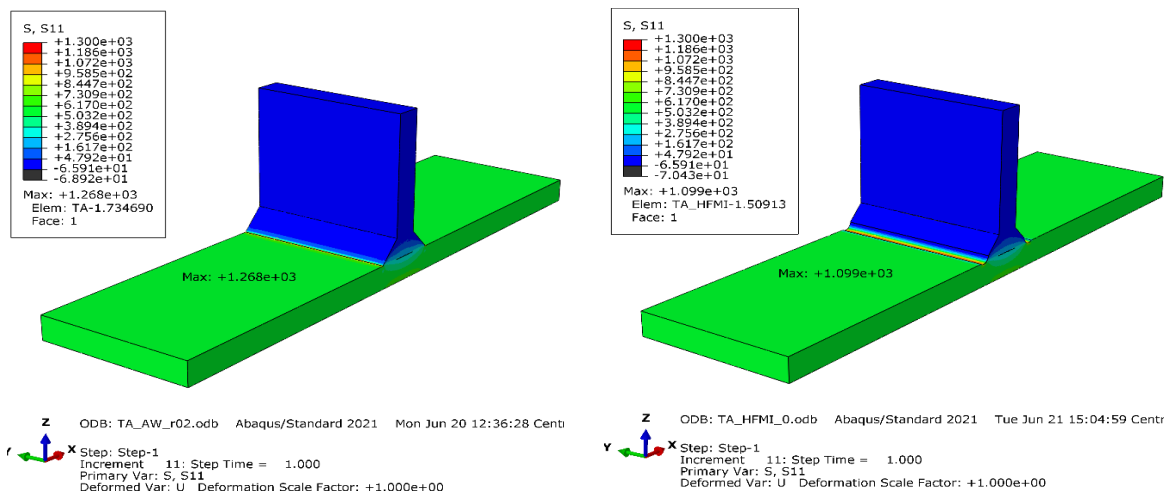 S, S11
+1.300e+03
+1.186e+03
+1.072e+03
+9.585e+02
+8.447e+02
+7.309e+02
+6.170e+02
+5.032e+02
+3.894e+02
+2.756e+02
+1.617e+02
+4.792e+01
-6.591e+01
-6.892e+01
Max: +1.268e+03
Elem: TA-1.734690
Face: 1
Max: +1.268e+03
Z
Y
X
ODB: TA_AW_r02.odb Abaqus/Standard 2021 Mon Jun 20 12:36:28 Centr
Step: Step-1
Increment 11: Step Time = 1.000
Primary Var: S, S11
Deformed Var: U Deformation Scale Factor: +1.000e+00
S, S11
+1.300e+03
+1.186e+03
+1.072e+03
+9.585e+02
+8.447e+02
+7.309e+02
+6.170e+02
+5.032e+02
+3.894e+02
+2.756e+02
+1.617e+02
+4.792e+01
-6.591e+01
-7.043e+01
Max: +1.099e+03
Elem: TA_HFMI-1.50913
Face: 1
Max: +1.099e+03
Z
Y
X
ODB: TA_HFMI_0.odb Abaqus/Standard 2021 Tue Jun 21 15:04:59 Centr
Step: Step-1
Increment 11: Step Time = 1.000
Primary Var: S, S11
Deformed Var: U Deformation Scale Factor: +1.000e+00